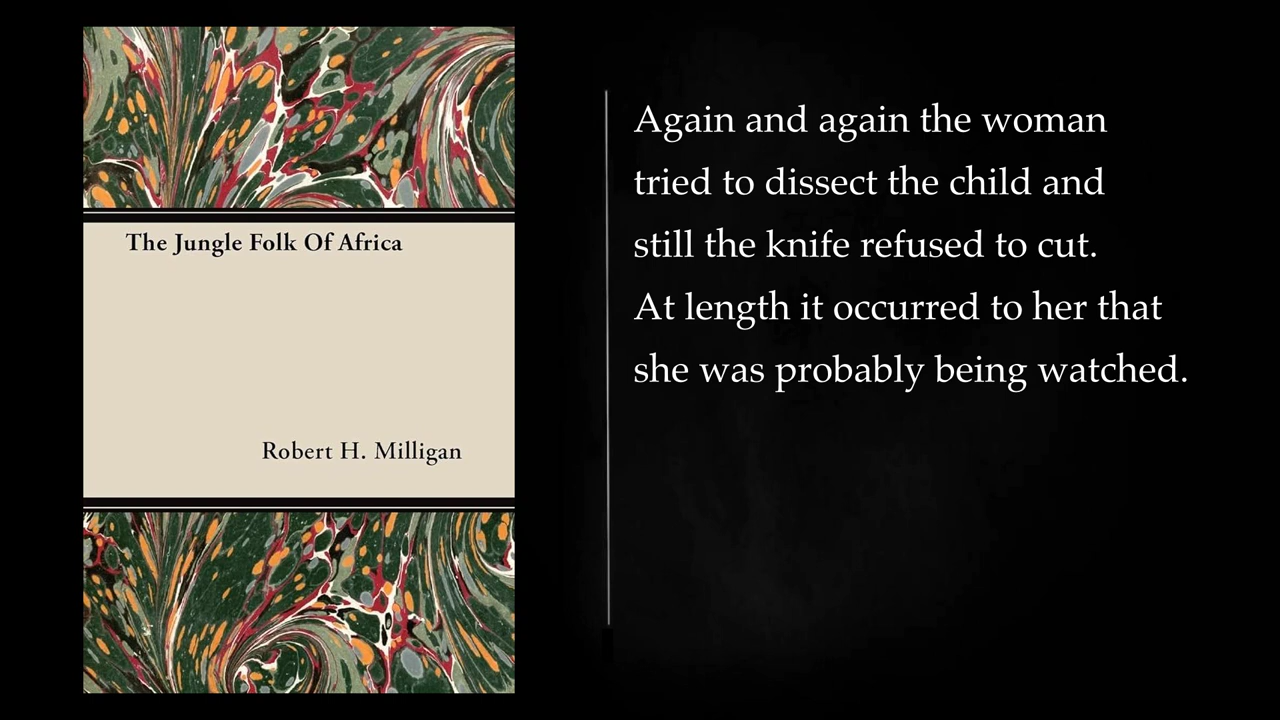 The Jungle Folk Of Africa
Robert H. Milligan
Again and again the woman
tried to dissect the child and
still the knife refused to cut.
At length it occurred to her that
she was probably being watched.